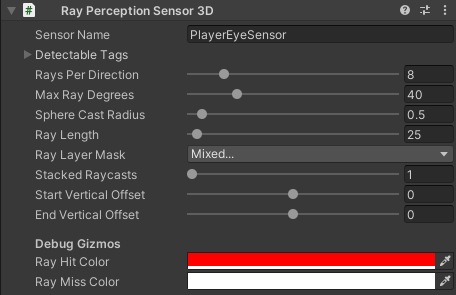 Ray Perception Sensor 3D
Sensor Name PlayerEyeSensor
Detectable Tags
Rays Per Direction 8
Max Ray Degrees 40
Sphere Cast Radius 0.5
Ray Length 25
Ray Layer Mask Mixed...
Stacked Raycasts 1
Start Vertical Offset 0
End Vertical Offset 0
Debug Gizmos
Ray Hit Color
Ray Miss Color